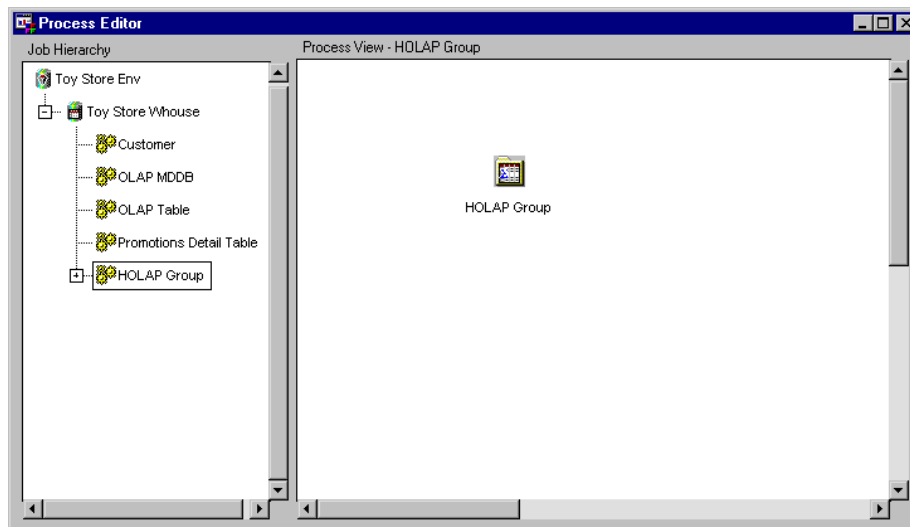 Process Editor
Job Hierarchy
Process View - HOLAP Group
Toy Store Env
Toy Store Whouse
Customer
OLAP MDDB
OLAP Table
Promotions Detail Table
HOLAP Group
HOLAP Group